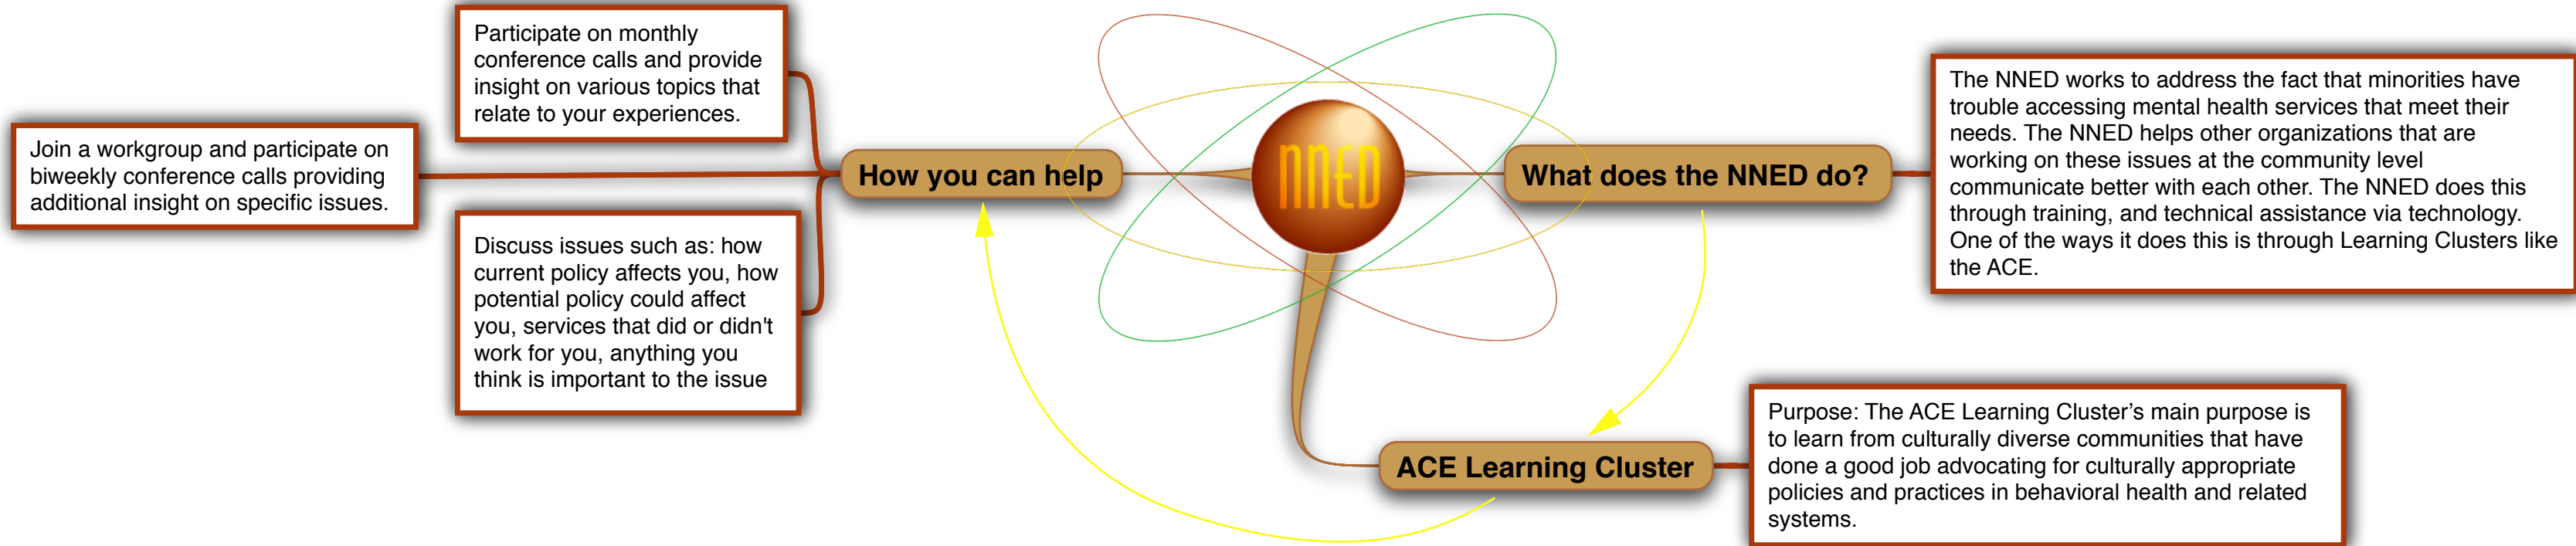 Participate on monthly
conference calls and provide
insight on various topics that
relate to your experiences.
Join a workgroup and participate on
biweekly conference calls providing
additional insight on specific issues.
Discuss issues such as: how
current policy affects you, how
potential policy could affect
you, services that did or didn't
work for you, anything you
think is important to the issue
How you can help
NNED
What does the NNED do?
The NNED works to address the fact that minorities have
trouble accessing mental health services that meet their
needs. The NNED helps other organizations that are
working on these issues at the community level
communicate better with each other. The NNED does this
through training, and technical assistance via technology.
One of the ways it does this is through Learning Clusters like
the ACE.
ACE Learning Cluster
Purpose: The ACE Learning Cluster’s main purpose is
to learn from culturally diverse communities that have
done a good job advocating for culturally appropriate
policies and practices in behavioral health and related
systems.